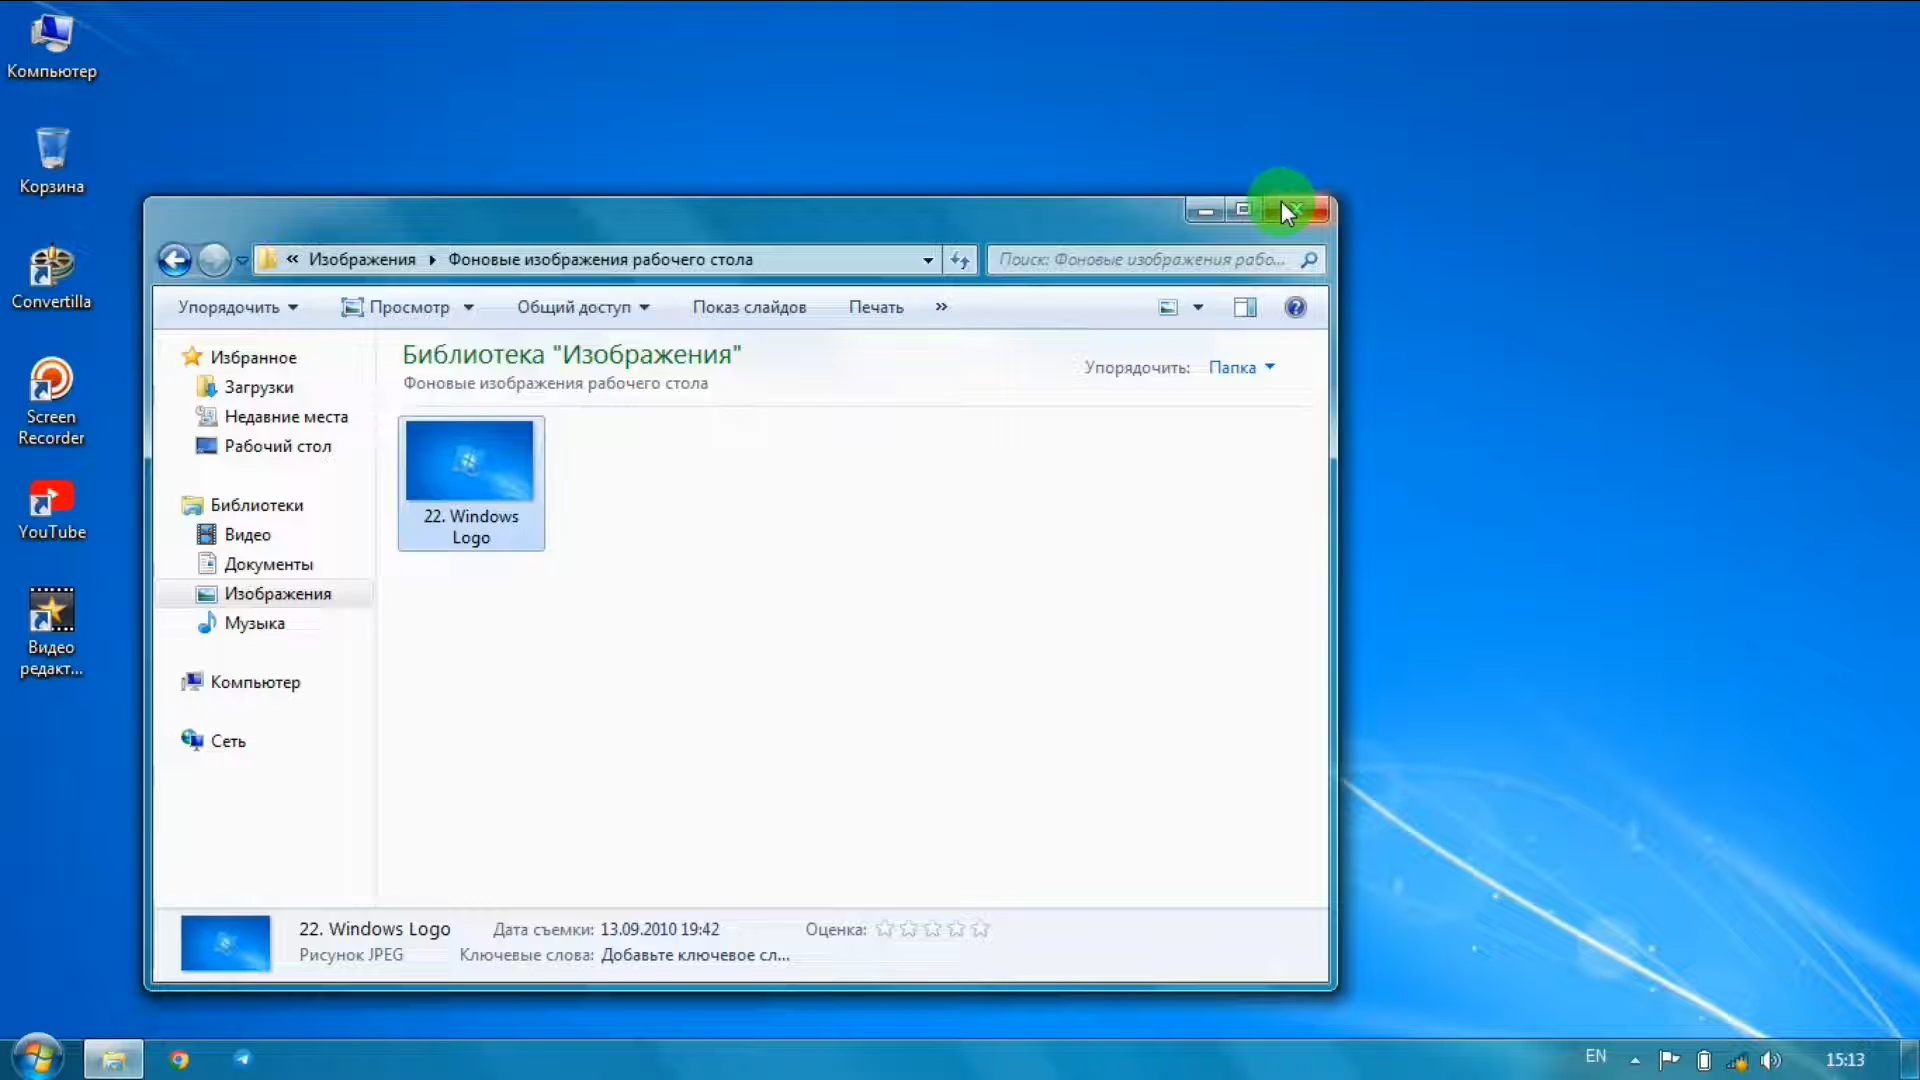 Компьютер
Корзина
Convertilla
Screen
Recorder
YouTube
Видео
редакт...
« Изображения ▸ Фоновые изображения рабочего стола
Поиск: Фоновые изображения рабо...
Упорядочить
Просмотр
Общий доступ
Показ слайдов
Печать
»
Избранное
Загрузки
Недавние места
Рабочий стол
Библиотеки
Видео
Документы
Изображения
Музыка
Компьютер
Сеть
Библиотека "Изображения"
Фоновые изображения рабочего стола
Упорядочить: Папка
22. Windows
Logo
22. Windows Logo
Дата съемки: 13.09.2010 19:42
Оценка:
Рисунок JPEG
Ключевые слова: Добавьте ключевое сл...
EN
15:13